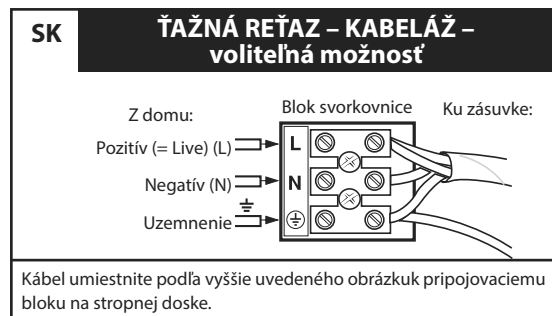 SK
ŤAŽNÁ REŤAZ – KABELÁŽ –
voliteľná možnosť
Z domu:
Blok svorkovnice
Ku zásuvke:
Pozitív (= Live) (L)
L
Negatív (N)
N
Uzemnenie
Kábel umiestnite podľa vyššie uvedeného obrázkuk pripojovaciemu
bloku na stropnej doske.